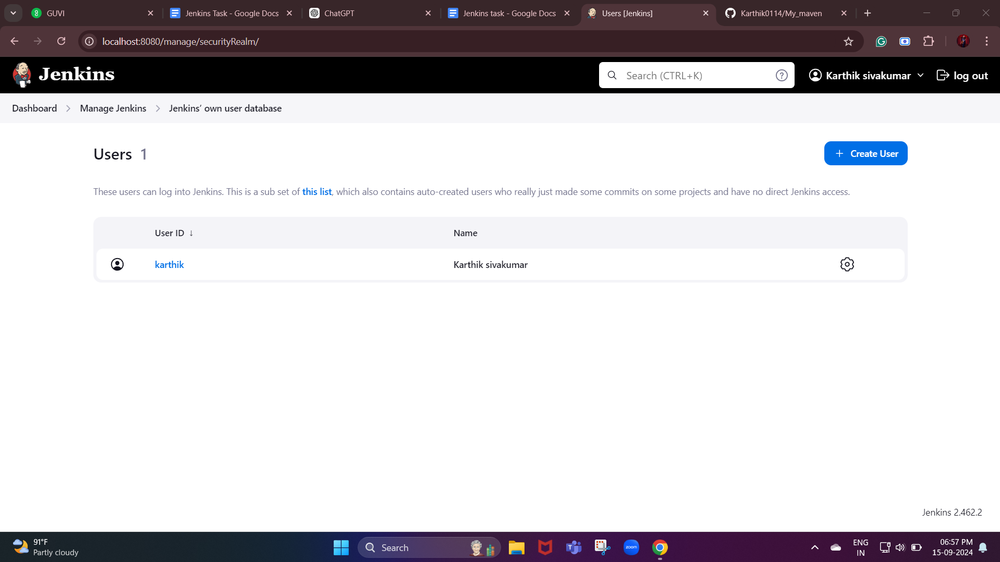 GUVI
Jenkins Task - Google Docs
ChatGPT
Jenkins task - Google Docs
Users [Jenkins]
Karthik0114/My_maven
localhost:8080/manage/securityRealm/
Jenkins
Search (CTRL+K)
Karthik sivakumar
log out
Dashboard
Manage Jenkins
Jenkins’ own user database
Users 1
+ Create User
These users can log into Jenkins. This is a sub set of this list, which also contains auto-created users who really just made some commits on some projects and have no direct Jenkins access.
User ID ↓
Name
karthik
Karthik sivakumar
Jenkins 2.462.2
91°F
Partly cloudy
Search
zoom
ENG
IN
06:57 PM
15-09-2024